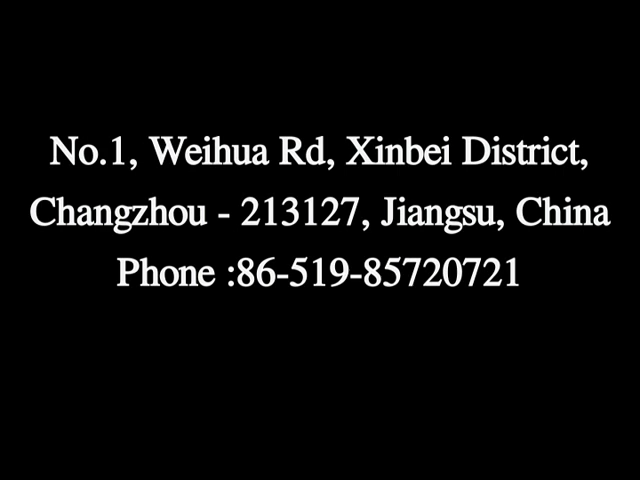 No.1, Weihua Rd, Xinbei District,
Changzhou - 213127, Jiangsu, China
Phone :86-519-85720721